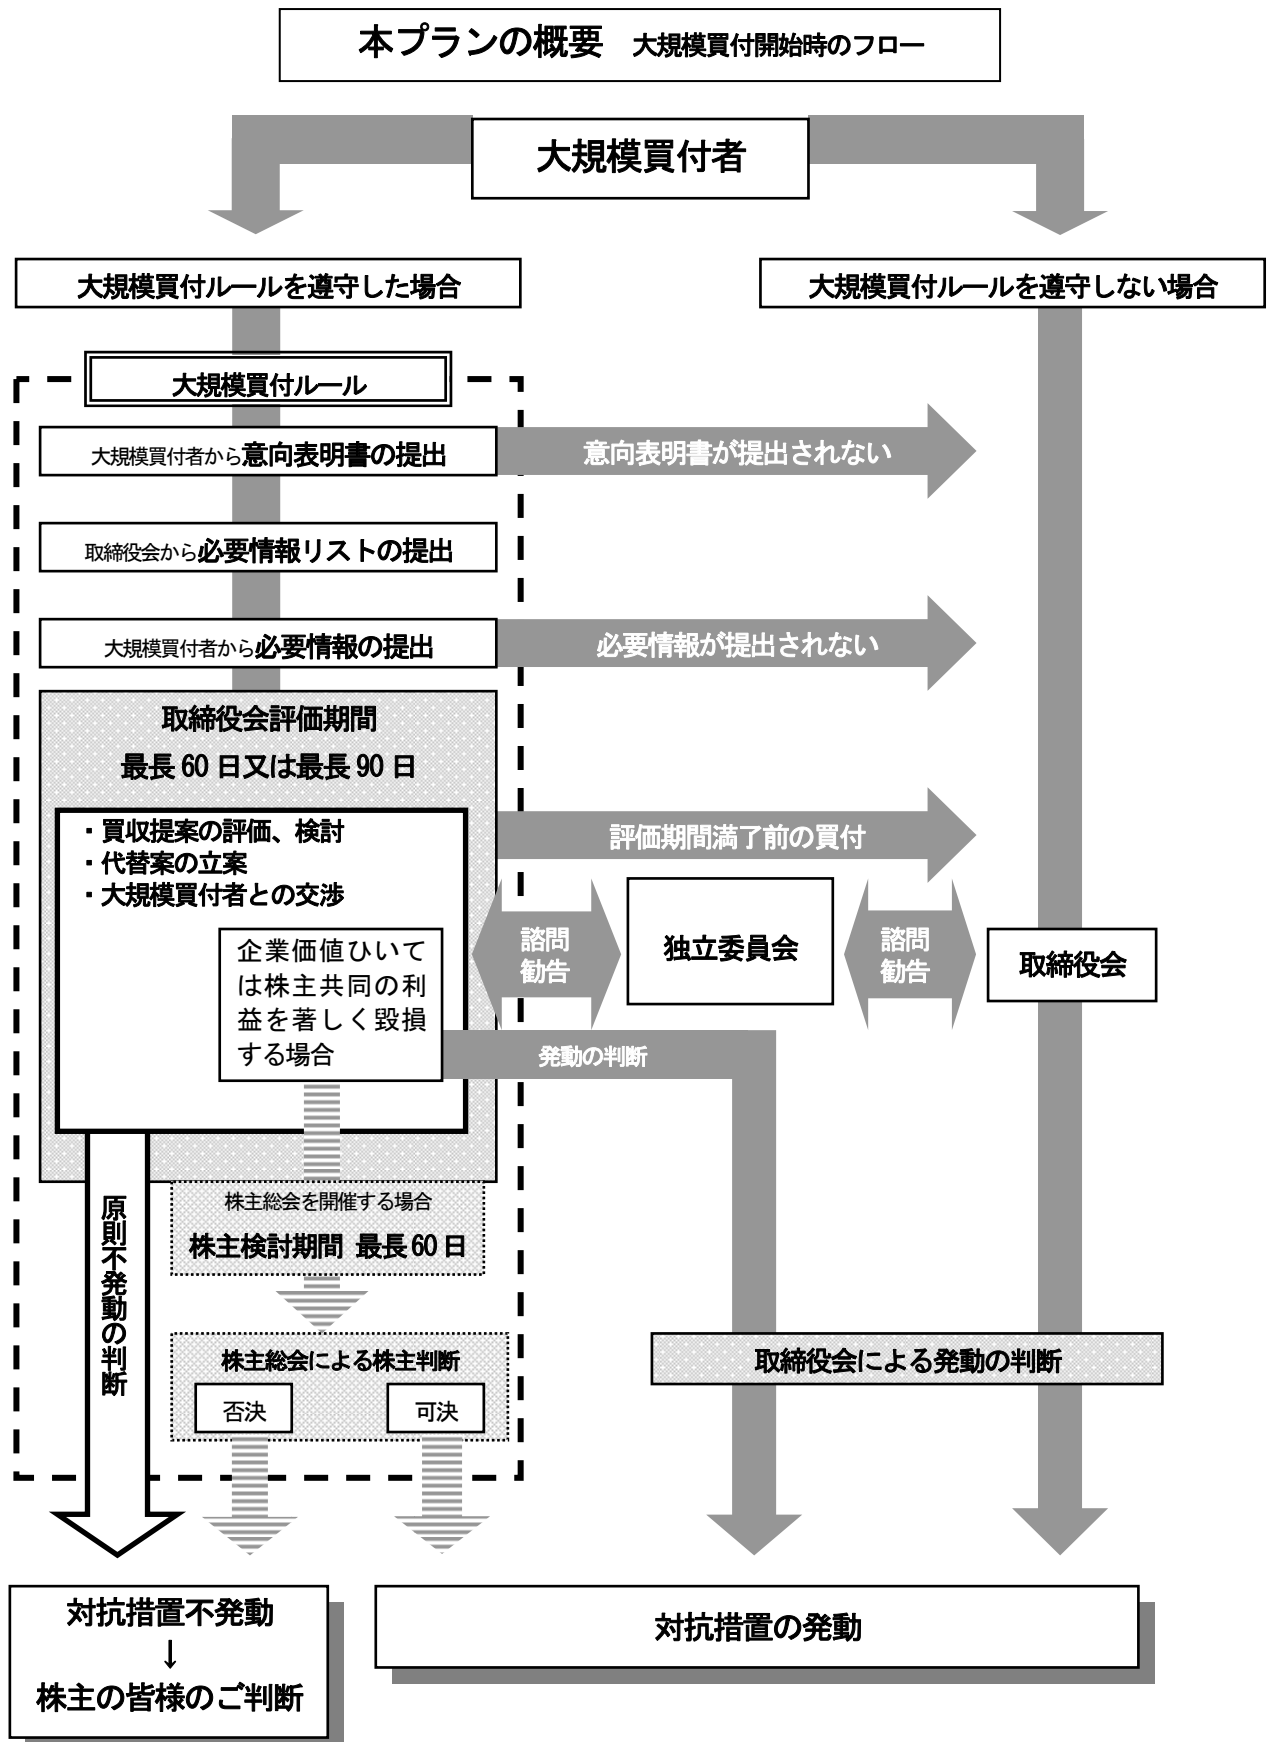 本プランの概要 大規模買付開始時のフロー
大規模買付者
大規模買付ルールを遵守した場合
大規模買付ルールを遵守しない場合
大規模買付ルール
大規模買付者から意向表明書の提出
意向表明書が提出されない
取締役会から必要情報リストの提出
大規模買付者から必要情報の提出
必要情報が提出されない
取締役会評価期間
最長 60 日又は最長 90 日
・買収提案の評価、検討
・代替案の立案
・大規模買付者との交渉
評価期間満了前の買付
企業価値ひいて
は株主共同の利
益を著しく毀損
する場合
諮問
勧告
独立委員会
諮問
勧告
取締役会
発動の判断
原則不発動の判断
株主総会を開催する場合
株主検討期間 最長 60 日
株主総会による株主判断
否決
可決
取締役会による発動の判断
対抗措置不発動
↓
株主の皆様のご判断
対抗措置の発動